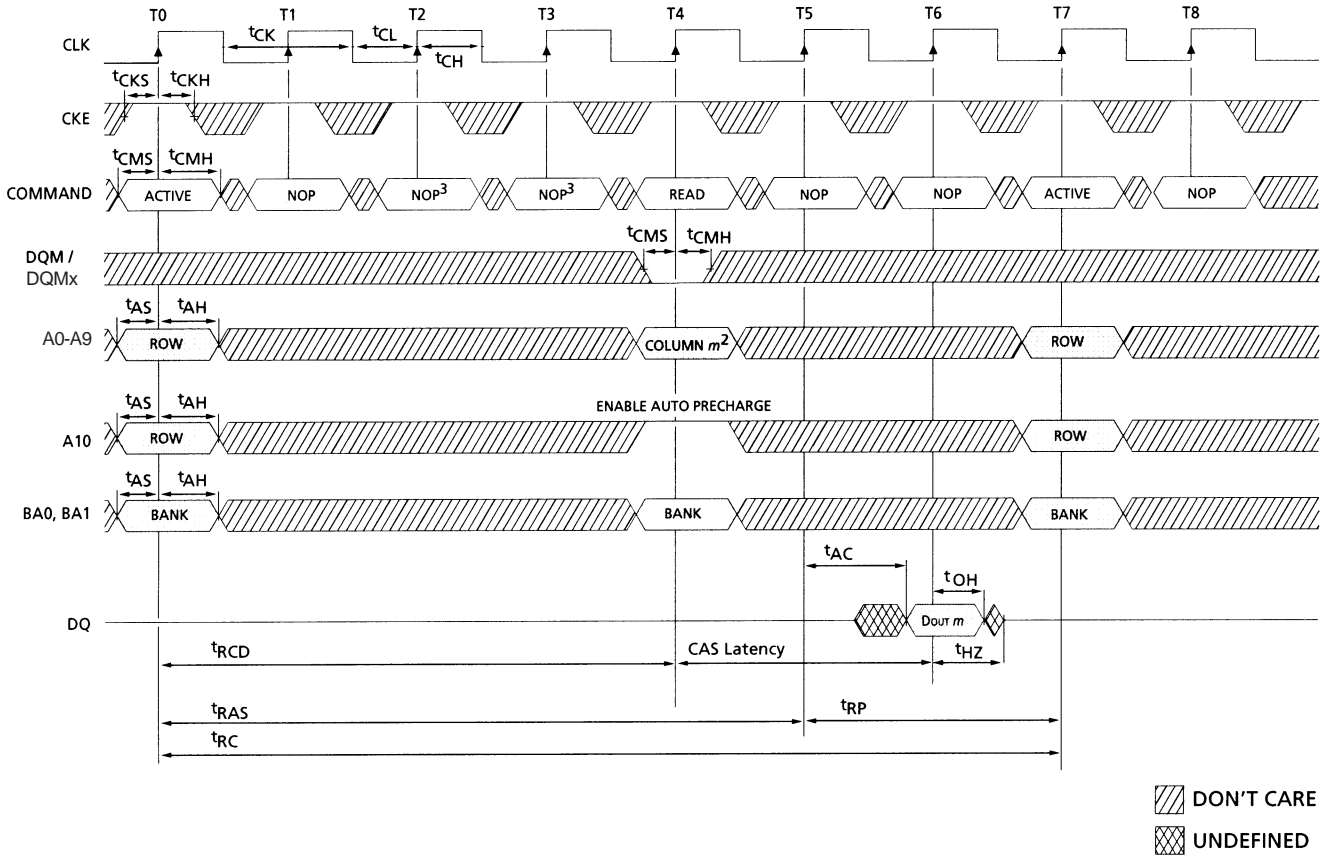 T0 T1 T2 T3 T4 T5 T6 T7 T8
CLK
tCK tCL tCH
tCKS tCKH
CKE
tCMS tCMH
COMMAND ACTIVE NOP NOP3 NOP3 READ NOP NOP ACTIVE NOP
tCMS tCMH
DQM /
DQMx
tAS tAH
A0-A9 ROW COLUMN m2 ROW
ENABLE AUTO PRECHARGE
tAS tAH
A10 ROW ROW
tAS tAH
BA0, BA1 BANK BANK BANK
tAC
tOH
DQ DOUT m
tRCD CAS Latency tHZ
tRAS tRP
tRC
DON'T CARE
UNDEFINED